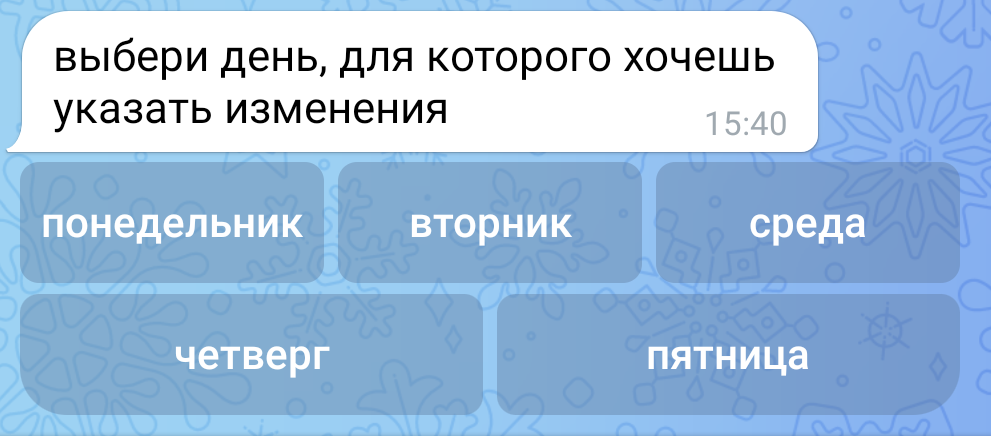 выбери день, для которого хочешь
указать изменения
15:40
понедельник вторник среда
четверг пятница